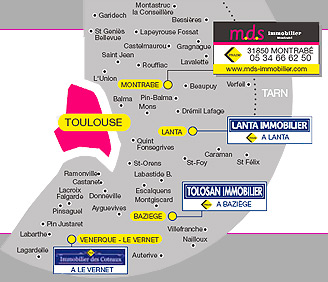 Montastruc
la Conseillère
Garidech
Bessières
St Geniès
Bellevue
Lapeyrouse Fossat
Castelmaurou
Gragnague
Saint Jean
Rouffiac
Lavalette
L'Union
MONTRABE
Beaupuy
Verfeil
mds immobilier
31850 MONTRABÉ
05 34 66 62 50
www.mds-immobilier.com
TARN
Balma
Pin-Balma
Mons
Drémil Lafage
TOULOUSE
LANTA
LANTA IMMOBILIER
A LANTA
Quint
Fonsegrives
Caraman
St-Orens
St-Foy
St Félix
Ramonville
Castanet
Labastide B.
Lacroix
Falgarde
Donneville
Escalquens
Montgiscard
TOLOSAN IMMOBILIER
A BAZIEGE
Pinsaguel
Ayguevives
BAZIEGE
Pin Justaret
Villefranche
Labarthe
VENERQUE - LE VERNET
Nailloux
Lagardelle
Immobilier des Coteaux
A LE VERNET
Auterive